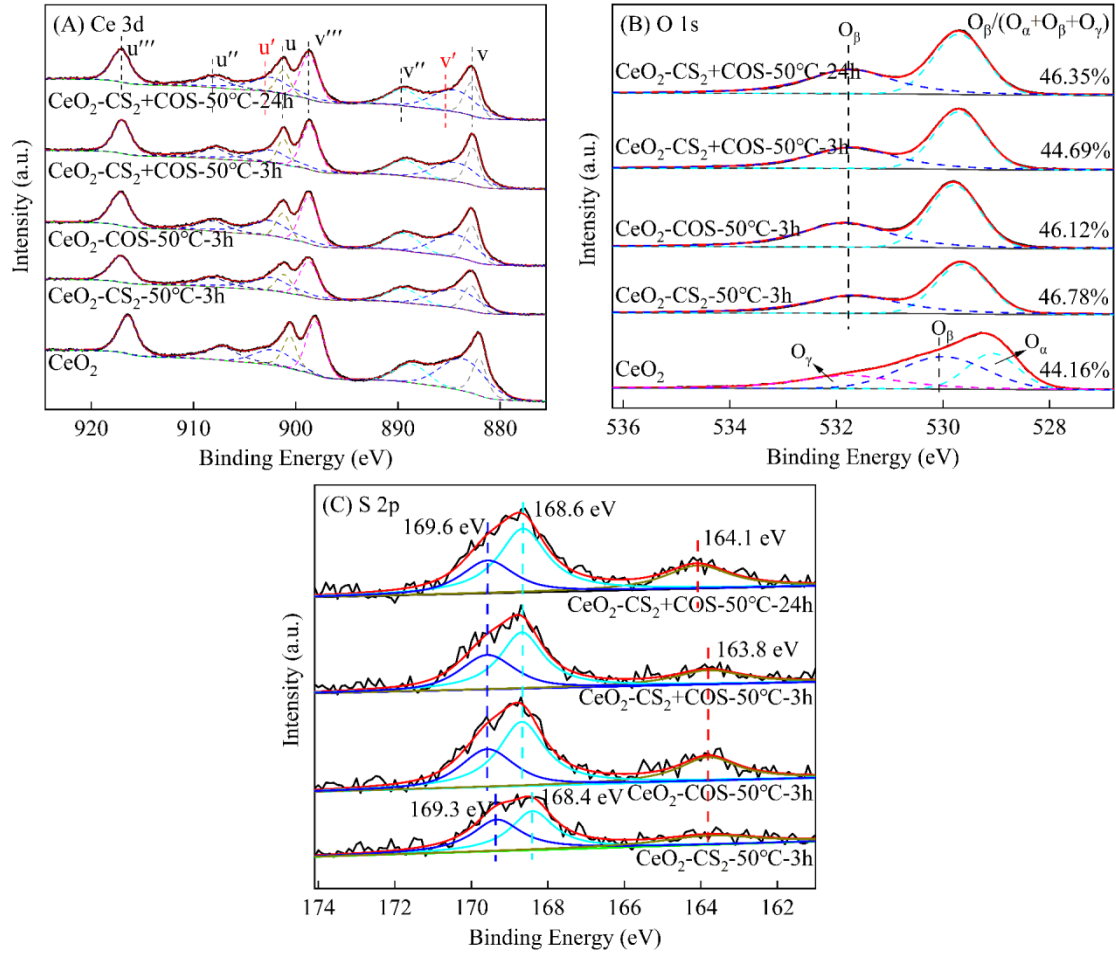 (A) Ce 3d
u''' u'' u' u v''' v'' v' v
CeO₂-CS₂+COS-50℃-24h
CeO₂-CS₂+COS-50℃-3h
CeO₂-COS-50℃-3h
CeO₂-CS₂-50℃-3h
CeO₂
920 910 900 890 880
Binding Energy (eV)
Intensity (a.u.)
(B) O 1s
Oβ Oβ/(Oα+Oβ+Oγ)
CeO₂-CS₂+COS-50℃-24h
46.35%
CeO₂-CS₂+COS-50℃-3h
44.69%
CeO₂-COS-50℃-3h
46.12%
CeO₂-CS₂-50℃-3h
46.78%
Oγ Oβ Oα
CeO₂
44.16%
536 534 532 530 528
Binding Energy (eV)
Intensity (a.u.)
(C) S 2p
169.6 eV 168.6 eV
164.1 eV
CeO₂-CS₂+COS-50℃-24h
163.8 eV
CeO₂-CS₂+COS-50℃-3h
CeO₂-COS-50℃-3h
169.3 eV 168.4 eV
CeO₂-CS₂-50℃-3h
174 172 170 168 166 164 162
Binding Energy (eV)
Intensity (a.u.)